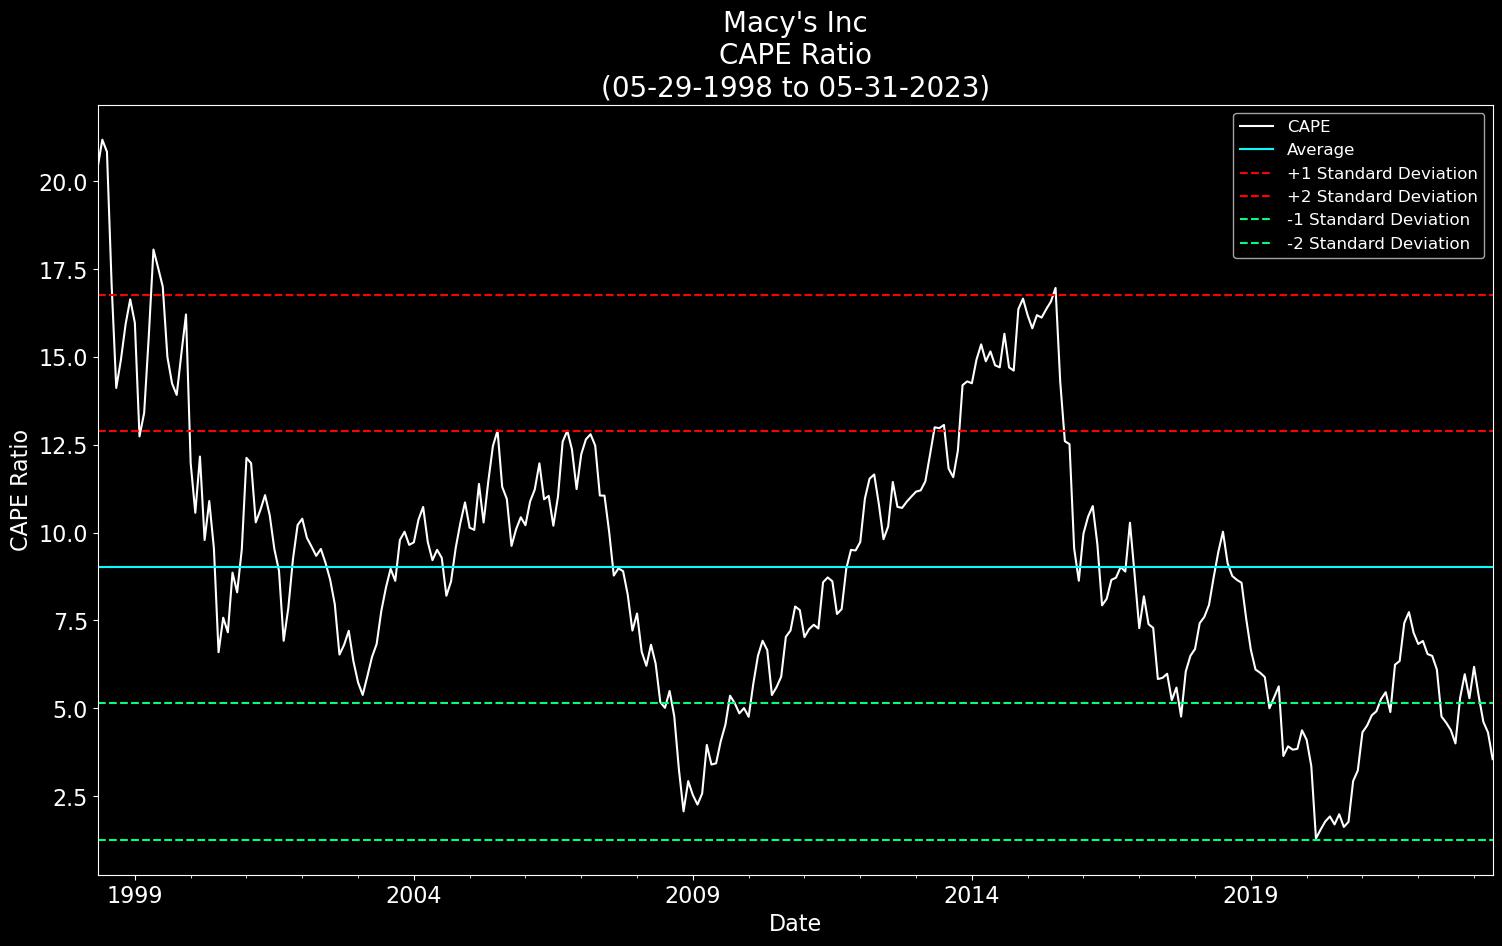 Macy's Inc
CAPE Ratio
(05-29-1998 to 05-31-2023)
CAPE
Average
+1 Standard Deviation
+2 Standard Deviation
-1 Standard Deviation
-2 Standard Deviation
CAPE Ratio
20.0
17.5
15.0
12.5
10.0
7.5
5.0
2.5
1999
2004
2009
2014
2019
Date